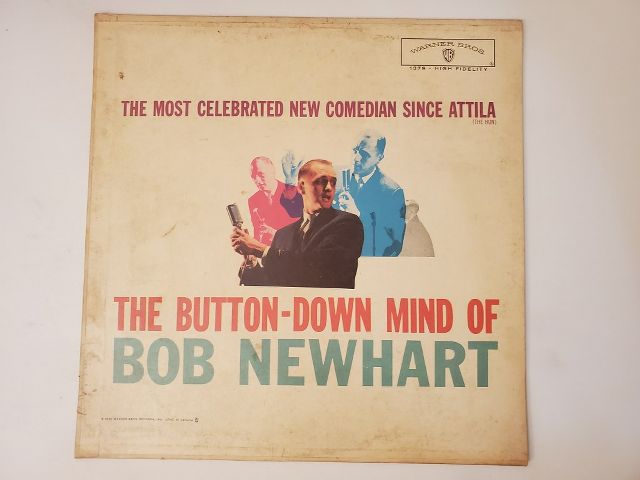 WARNER BROS.
WB
1379 - HIGH FIDELITY
THE MOST CELEBRATED NEW COMEDIAN SINCE ATTILA
(THE HUN)
THE BUTTON-DOWN MIND OF
BOB NEWHART